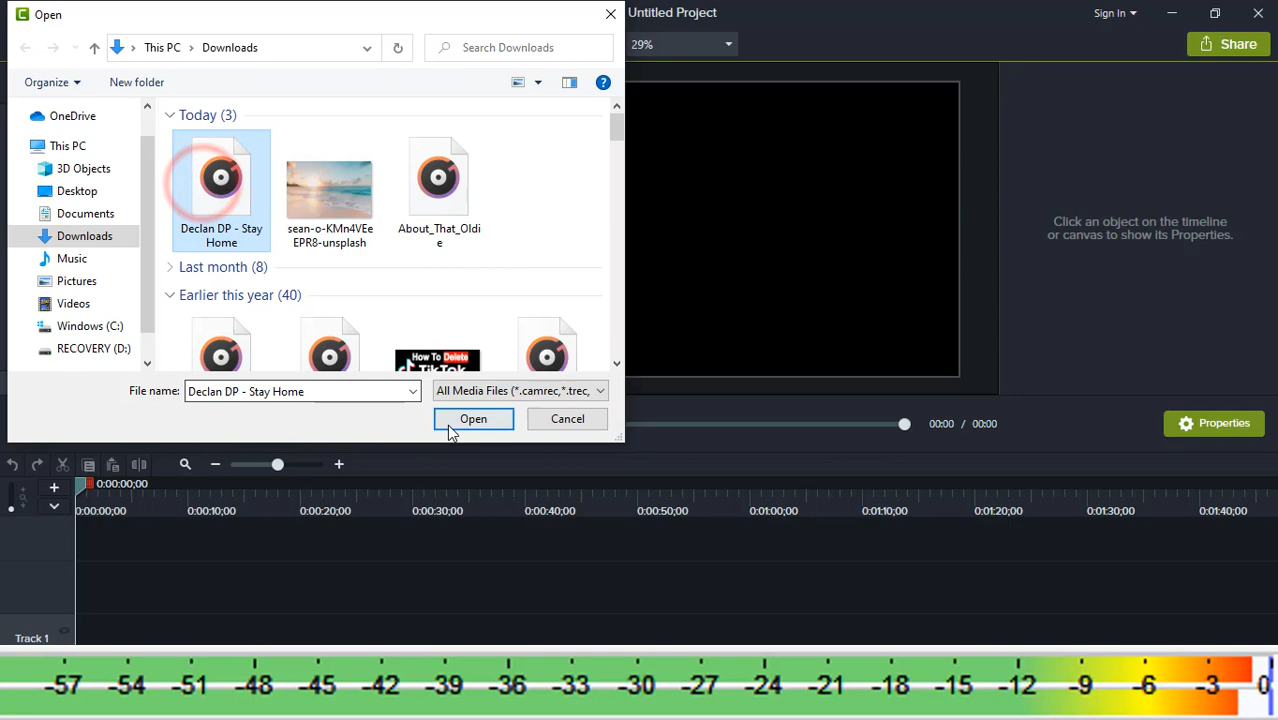 Open
Untitled Project
Sign In
This PC
Downloads
Search Downloads
29%
Share
Organize
New folder
?
OneDrive
This PC
3D Objects
Desktop
Documents
Downloads
Music
Pictures
Videos
Windows (C:)
RECOVERY (D:)
Today (3)
Declan DP - Stay
Home
sean-o-KMn4VEe
EPR8-unsplash
About_That_Oldi
e
Last month (8)
Earlier this year (40)
How To Delete
TikTok
Click an object on the timeline
or canvas to show its Properties.
File name:
Declan DP - Stay Home
All Media Files (*.camrec,*.trec,
Open
Cancel
00:00 / 00:00
Properties
0:00:00;00
0:00:00;00 0:00:10;00 0:00:20;00 0:00:30;00 0:00:40;00 0:00:50;00 0:01:00;00 0:01:10;00 0:01:20;00 0:01:30;00 0:01:40;00
Track 1
-57 -54 -51 -48 -45 -42 -39 -36 -33 -30 -27 -24 -21 -18 -15 -12 -9 -6 -3 0